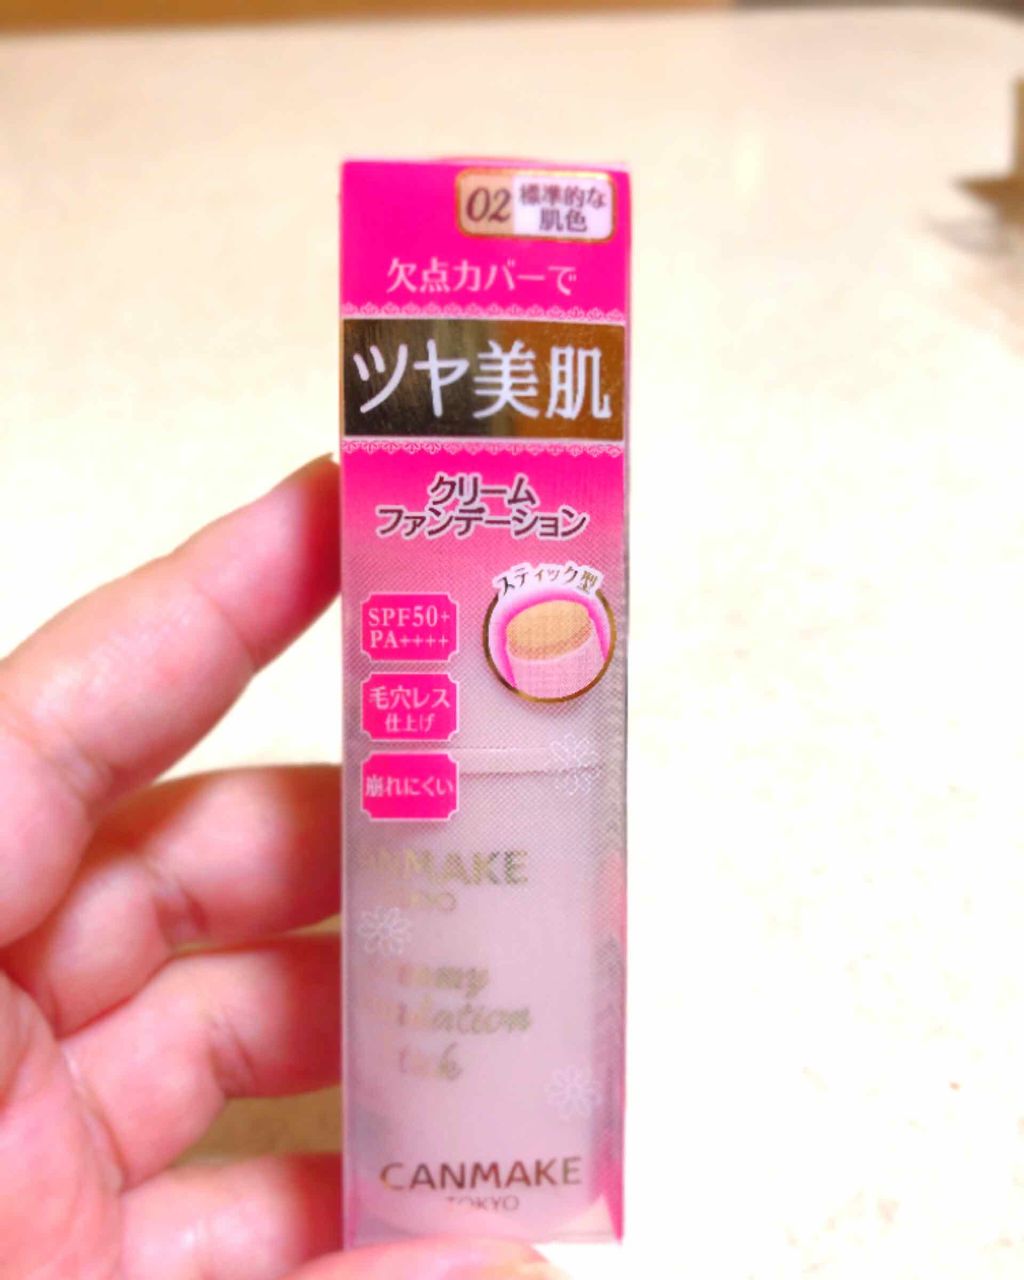 02 標準的な
肌色
欠点カバーで
ツヤ美肌
クリーム
ファンデーション
スティック型
SPF50+
PA++++
毛穴レス
仕上げ
崩れにくい
CANMAKE
TOKYO